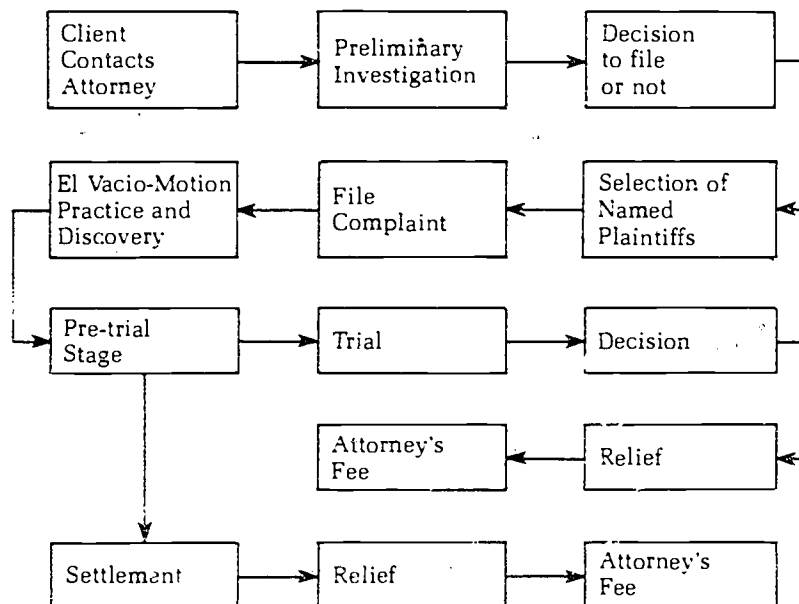 Client
Contacts
Attorney
Preliminary
Investigation
Decision
to file
or not
El Vacio-Motion
Practice and
Discovery
File
Complaint
Selection of
Named
Plaintiffs
Pre-trial
Stage
Trial
Decision
Attorney's
Fee
Relief
Settlement
Relief
Attorney's
Fee